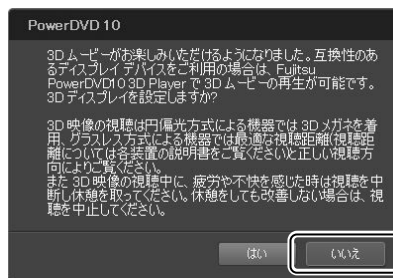 PowerDVD 10
3D ムービーがお楽しみいただけるようになりました。互換性のあ
るディスプレイ デバイスをご利用の場合は、Fujitsu
PowerDVD10 3D Player で 3D ムービーの再生が可能です。
3D ディスプレイを設定しますか?
3D 映像の視聴は円偏光方式による機器では 3D メガネを着
用、グラスレス方式による機器では最適な視聴距離(視聴距
離については各装置の説明書をご覧ください)と正しい視聴方
向によりご覧ください。
また 3D 映像の視聴中に、疲労や不快を感じた時は視聴を中
断し休憩を取ってください。休憩をしても改善しない場合は、視
聴を中止してください。
はい
いいえ